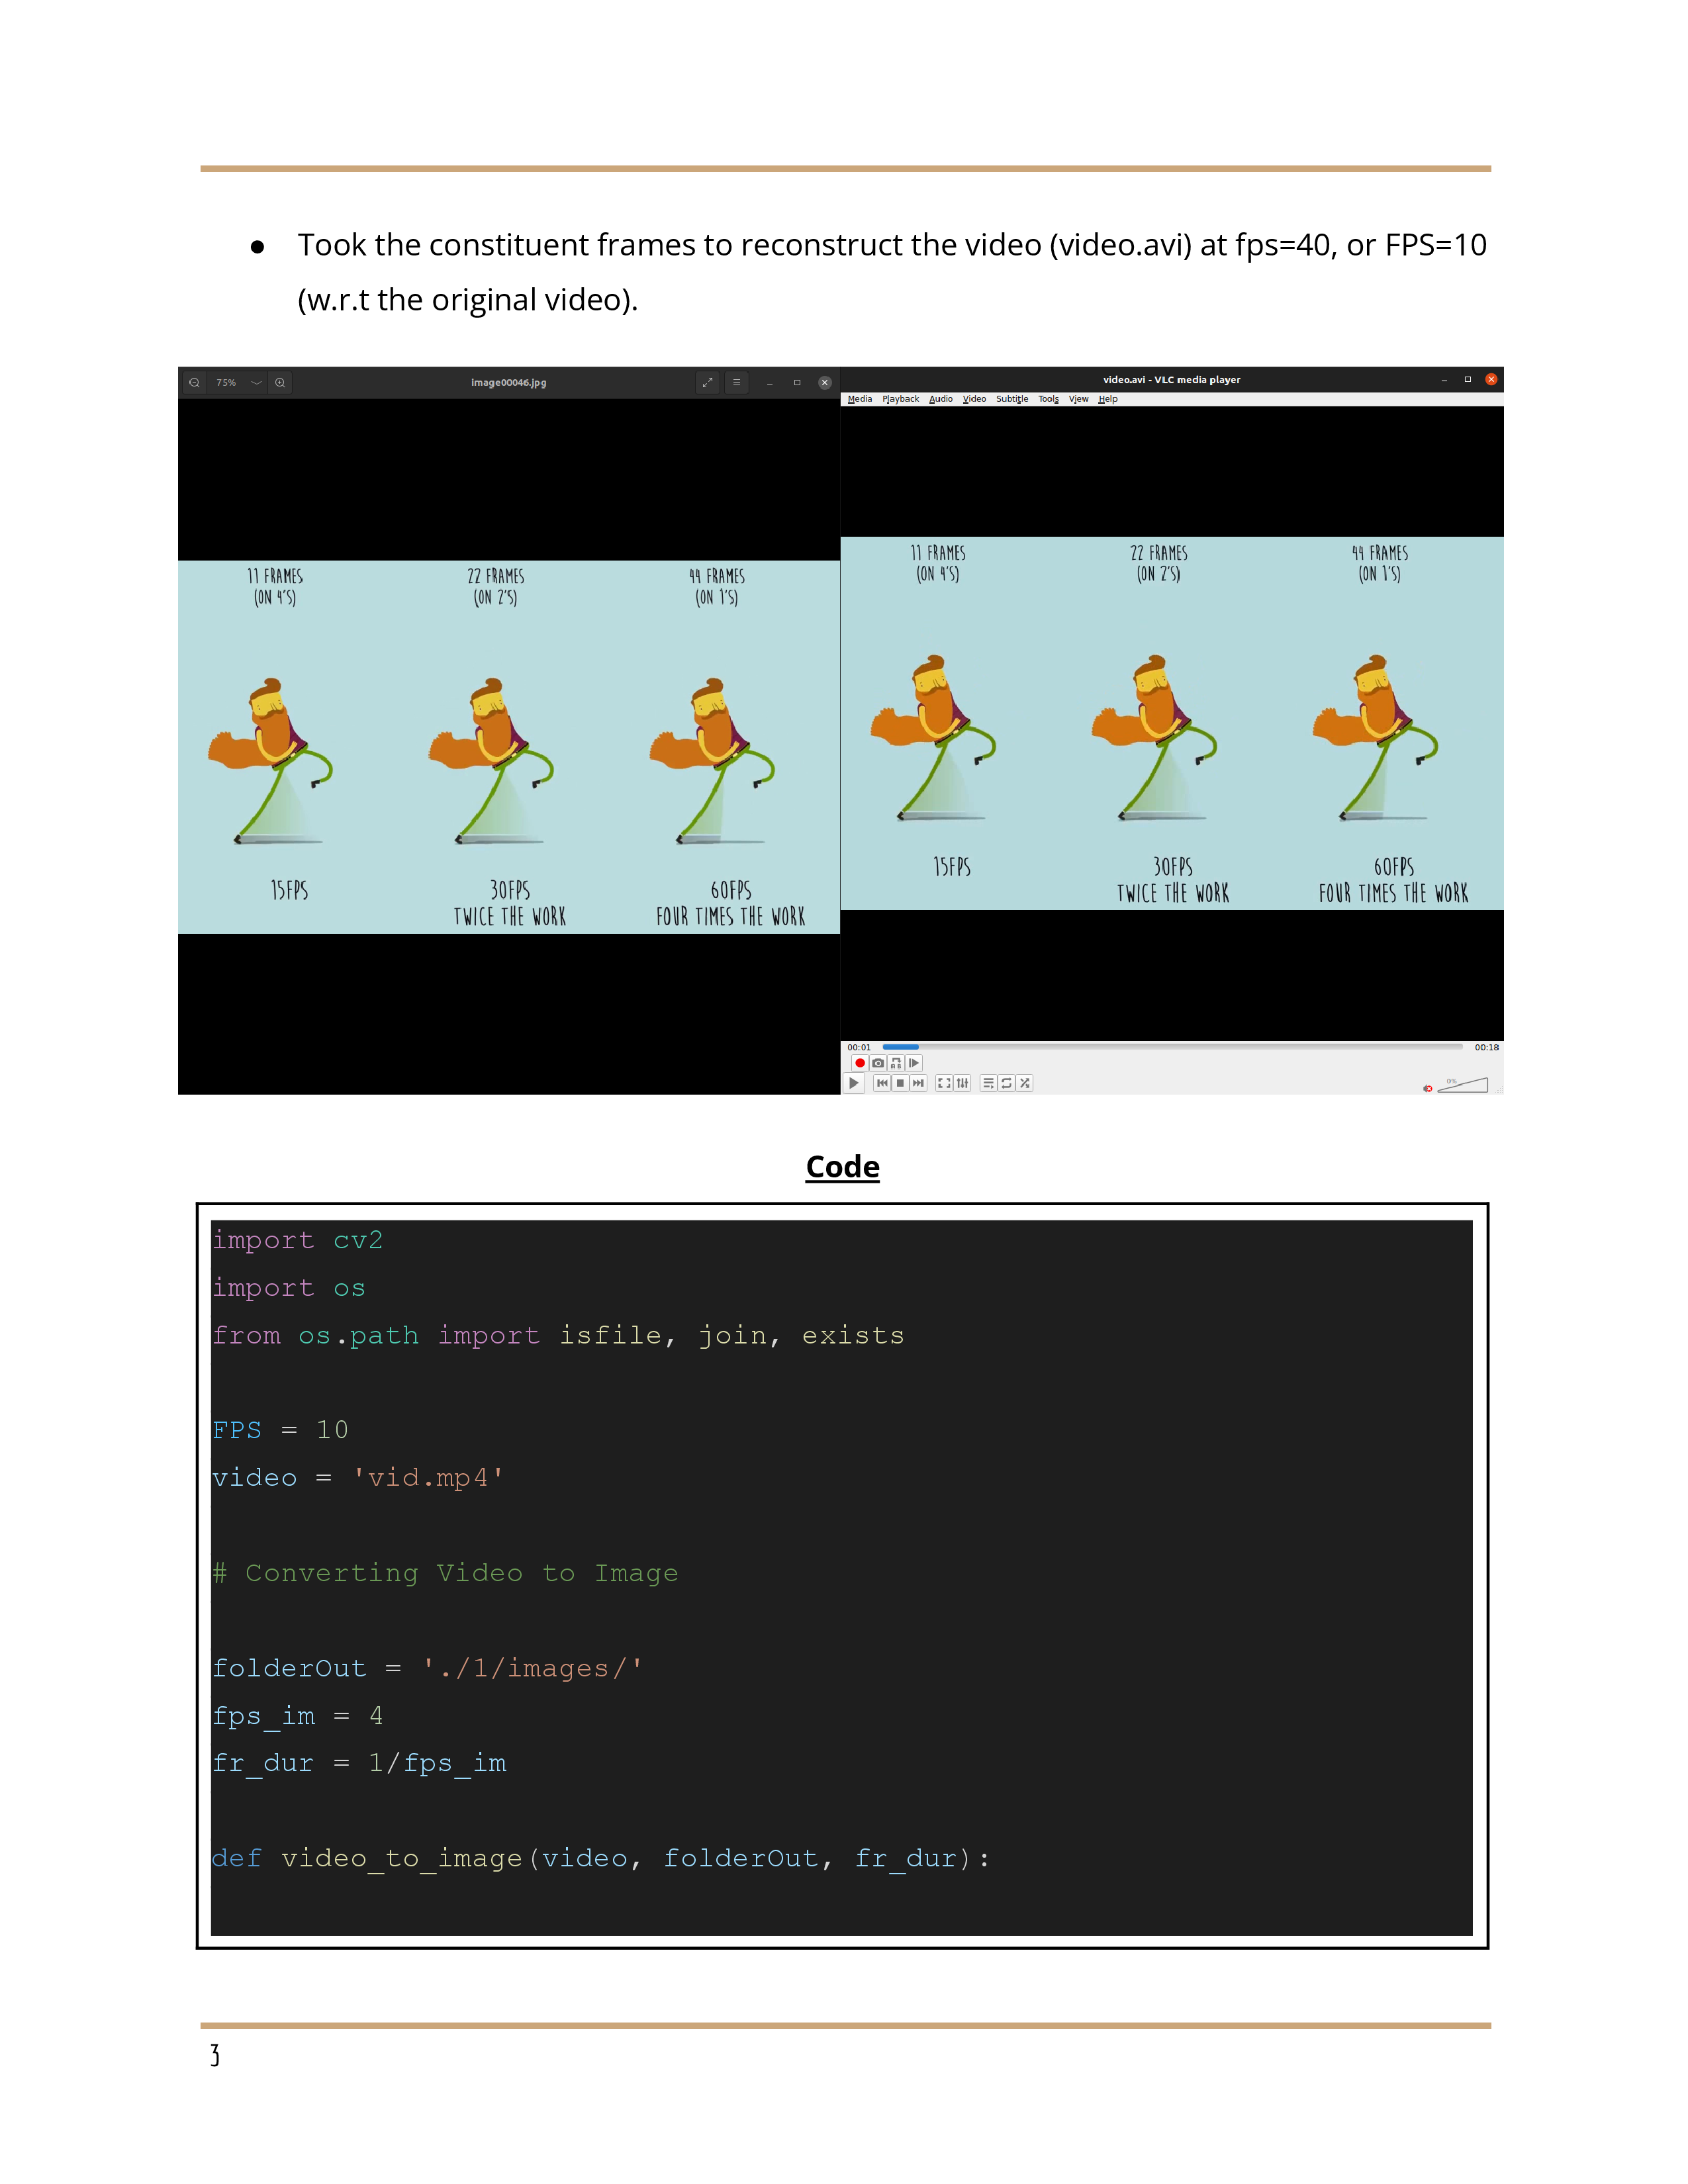 ● Took the constituent frames to reconstruct the video (video.avi) at fps=40, or FPS=10
(w.r.t the original video).
75%
image00046.jpg
11 FRAMES 22 FRAMES 44 FRAMES
(ON 4'S) (ON 2'S) (ON 1'S)
15FPS 30FPS 60FPS
TWICE THE WORK FOUR TIMES THE WORK
video.avi - VLC media player
Media Playback Audio Video Subtitle Tools View Help
11 FRAMES 22 FRAMES 44 FRAMES
(ON 4'S) (ON 2'S) (ON 1'S)
15FPS 30FPS 60FPS
TWICE THE WORK FOUR TIMES THE WORK
00:01 00:18
0%
Code
import cv2
import os
from os.path import isfile, join, exists
FPS = 10
video = 'vid.mp4'
# Converting Video to Image
folderOut = './1/images/'
fps_im = 4
fr_dur = 1/fps_im
def video_to_image(video, folderOut, fr_dur):
3